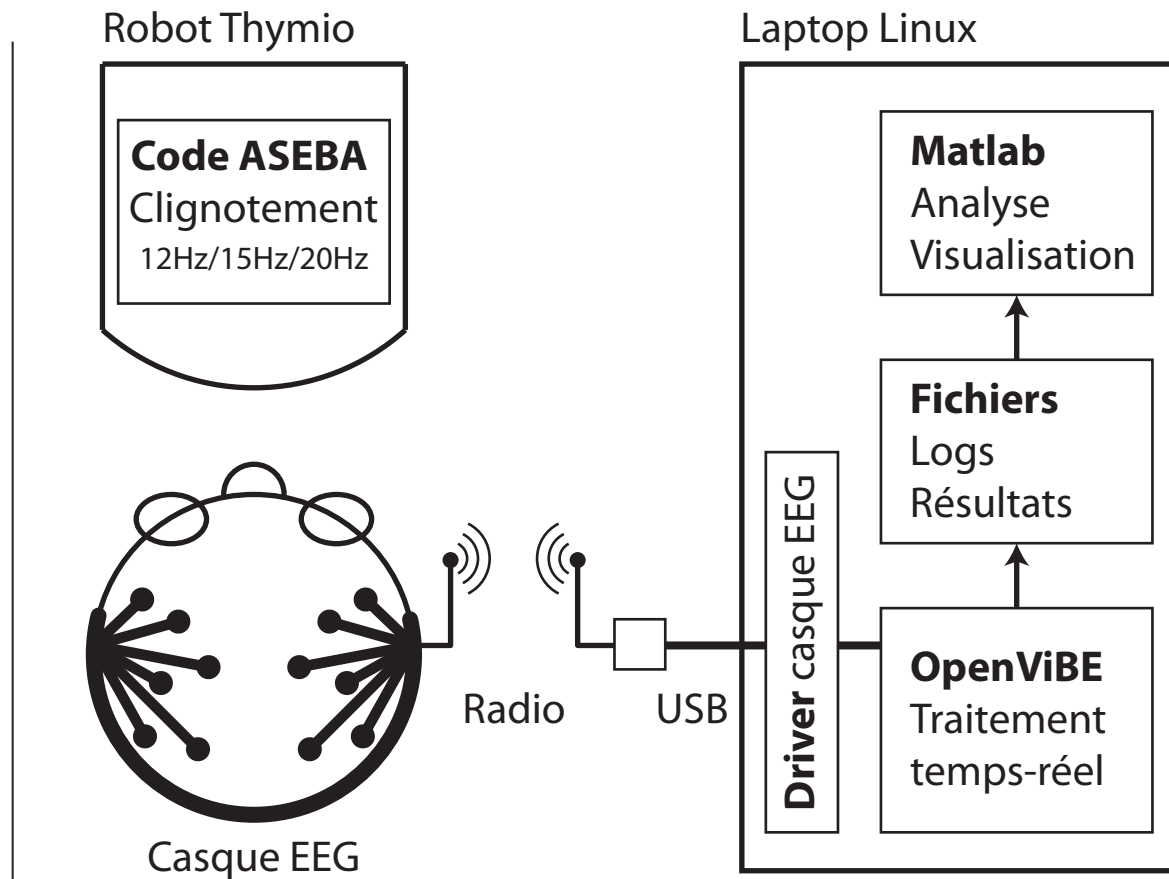 Robot Thymio
Code ASEBA
Clignotement
12Hz/15Hz/20Hz
Casque EEG
Radio
USB
Laptop Linux
Driver casque EEG
Matlab
Analyse
Visualisation
Fichiers
Logs
Résultats
OpenViBE
Traitement
temps-réel